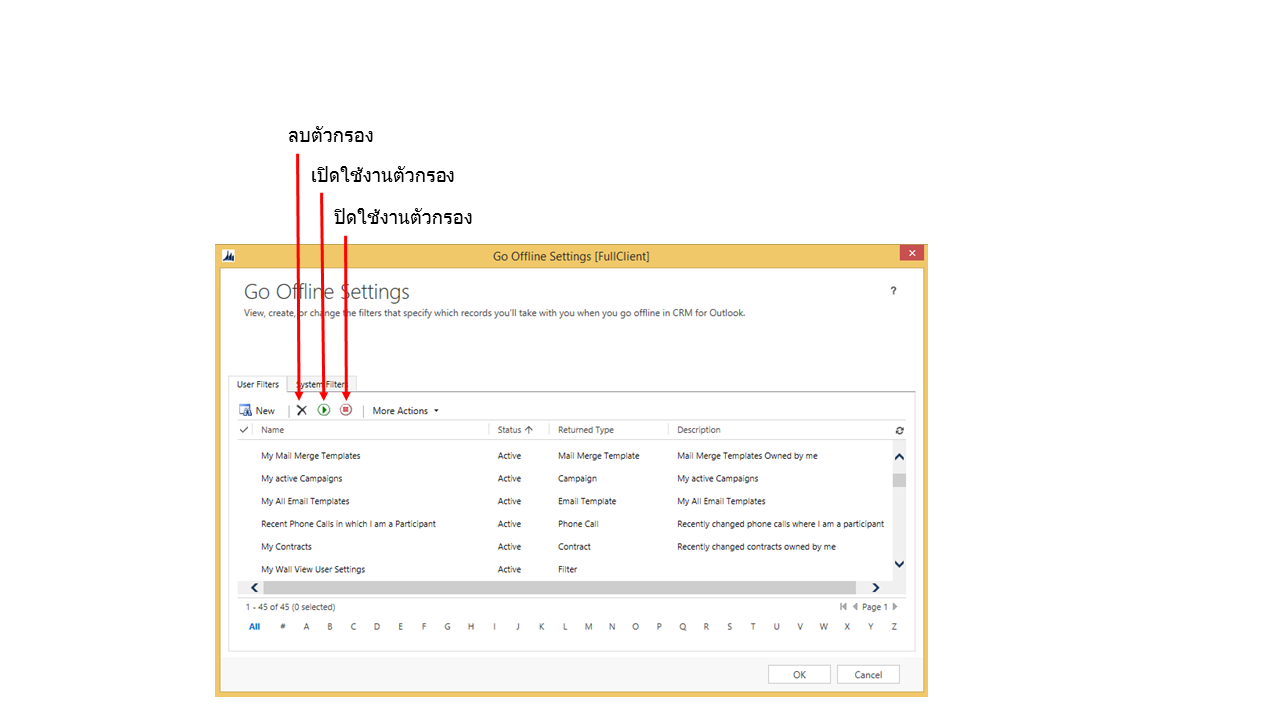 ลบตัวกรอง
เปิดใช้งานตัวกรอง
ปิดใช้งานตัวกรอง
Go Offline Settings [FullClient]
Go Offline Settings
?
View, create, or change the filters that specify which records you'll take with you when you go offline in CRM for Outlook.
User Filters System Filters
New More Actions
Name Status Returned Type Description
My Mail Merge Templates Active Mail Merge Template Mail Merge Templates Owned by me
My active Campaigns Active Campaign My active Campaigns
My All Email Templates Active Email Template My All Email Templates
Recent Phone Calls in which I am a Participant Active Phone Call Recently changed phone calls where I am a participant
My Contracts Active Contract Recently changed contracts owned by me
My Wall View User Settings Active Filter
1 - 45 of 45 (0 selected) Page 1
All # A B C D E F G H I J K L M N O P Q R S T U V W X Y Z
OK Cancel